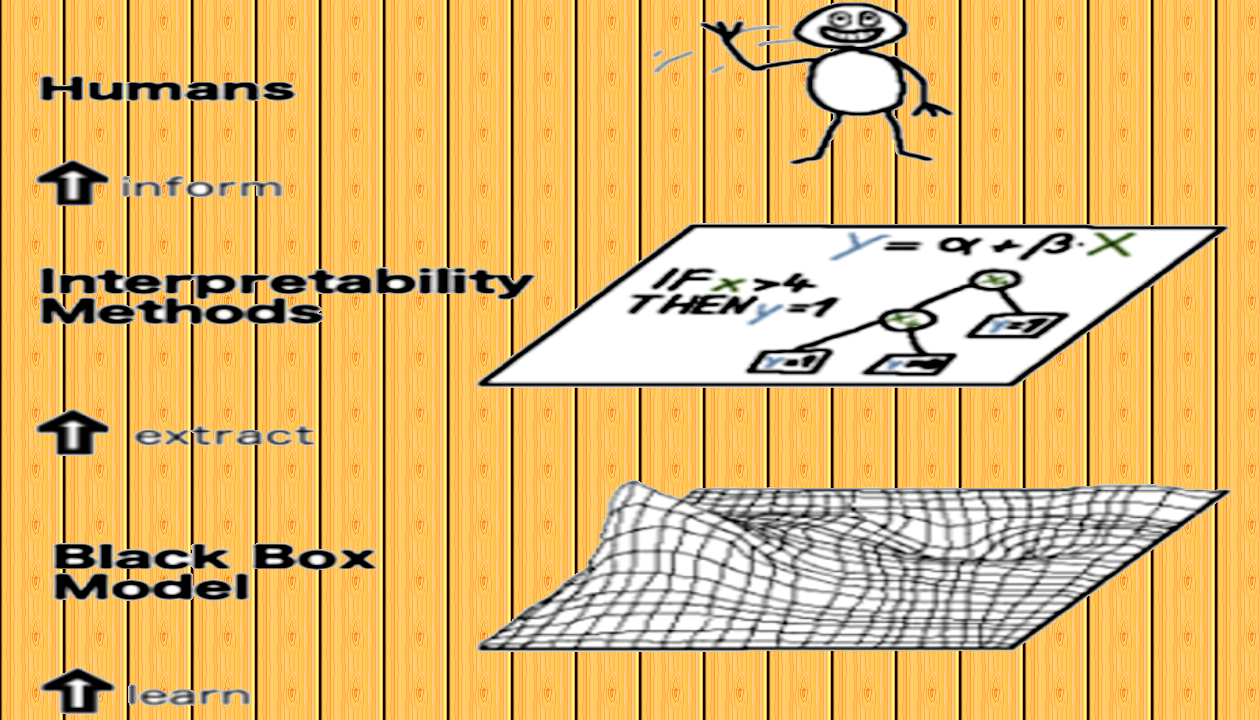 Humans
inform
Interpretability
Methods
Y = α + β · X
IF x > 4
THEN y = 1
extract
Black Box
Model
learn